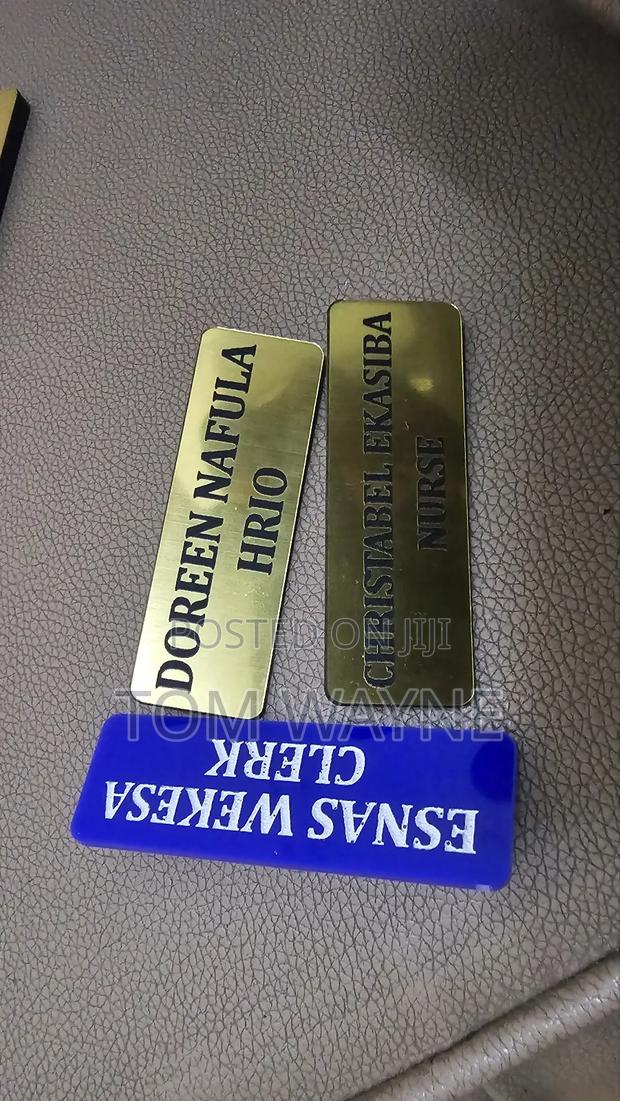 DOREEN NAFULA
HRIO
CHRISTABEL EKASIBA
NURSE
POSTED ON JIJI
TOM WAYNE
ESNAS WEKESA
CLERK